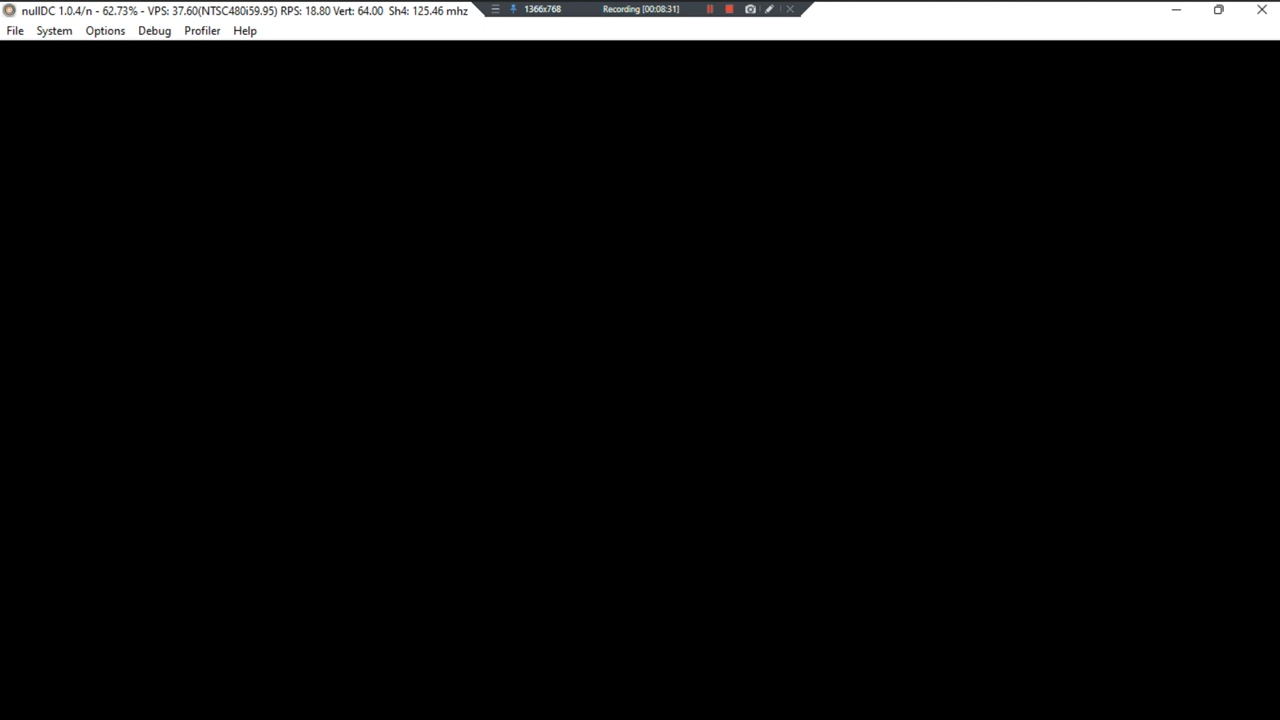 nullDC 1.0.4/n - 62.73% - VPS: 37.60(NTSC480i59.95) RPS: 18.80 Vert: 64.00 Sh4: 125.46 mhz
1366x768 Recording [00:08:31]
File System Options Debug Profiler Help